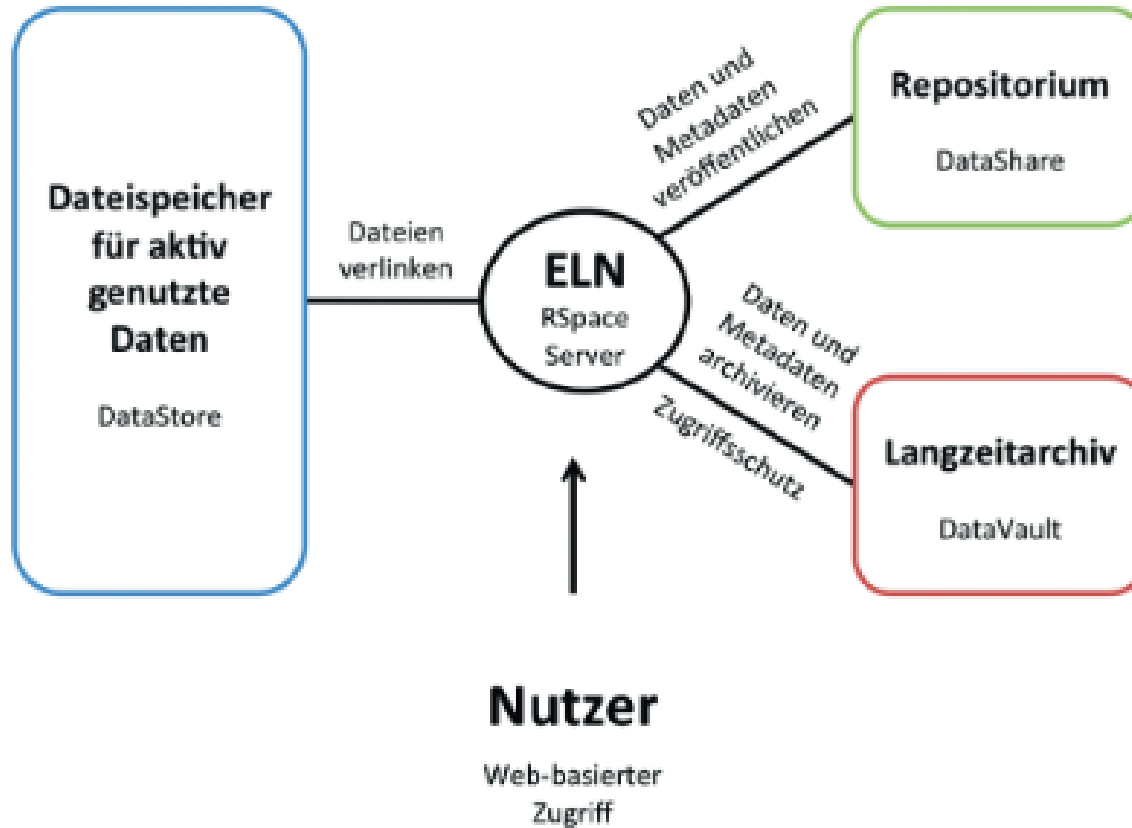 Dateispeicher
für aktiv
genutzte
Daten
DataStore
Dateien
verlinken
ELN
RSpace
Server
Daten und
Metadaten
veröffentlichen
Repositorium
DataShare
Daten und
Metadaten
archivieren
Zugriffsschutz
Langzeitarchiv
DataVault
Nutzer
Web-basierter
Zugriff